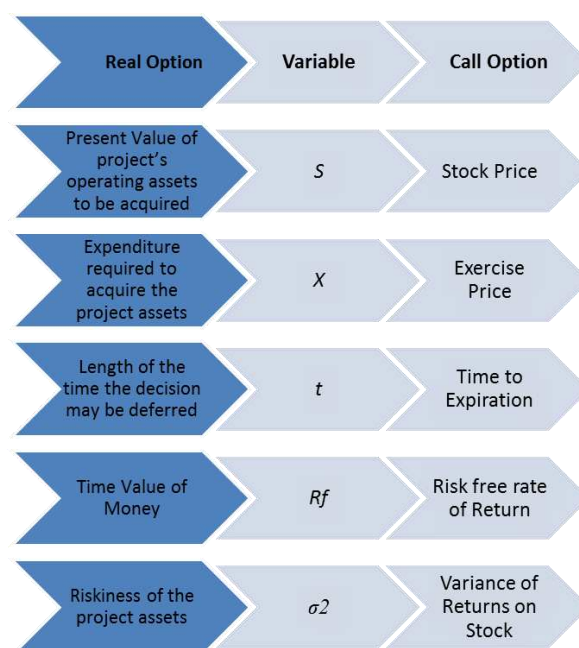 Real Option Variable Call Option
Present Value of
project's
operating assets
to be acquired
S
Stock Price
Expenditure
required to
acquire the
project assets
X
Exercise
Price
Length of the
time the decision
may be deferred
t
Time to
Expiration
Time Value of
Money
Rf
Risk free rate
of Return
Riskiness of the
project assets
σ2
Variance of
Returns on
Stock